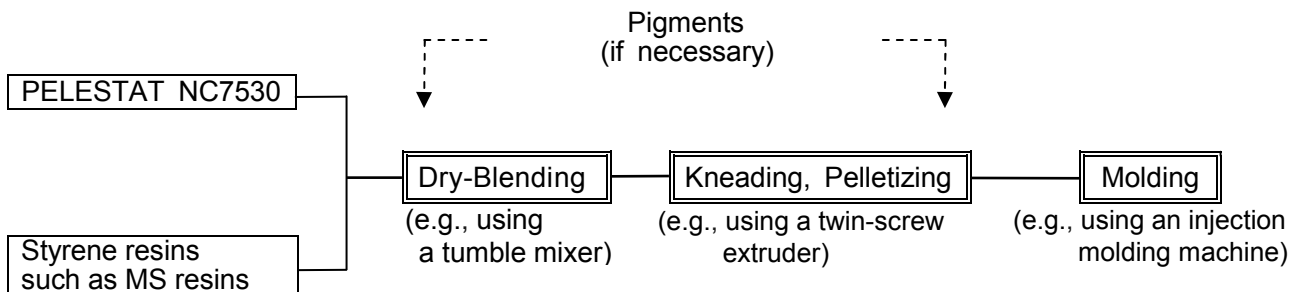 Pigments
(if necessary)
PELESTAT NC7530
Dry-Blending
Kneading, Pelletizing
Molding
(e.g., using
a tumble mixer)
(e.g., using a twin-screw
extruder)
(e.g., using an injection
molding machine)
Styrene resins
such as MS resins